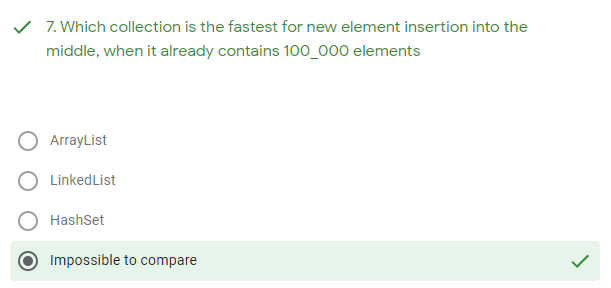 7. Which collection is the fastest for new element insertion into the
middle, when it already contains 100_000 elements
ArrayList
LinkedList
HashSet
Impossible to compare